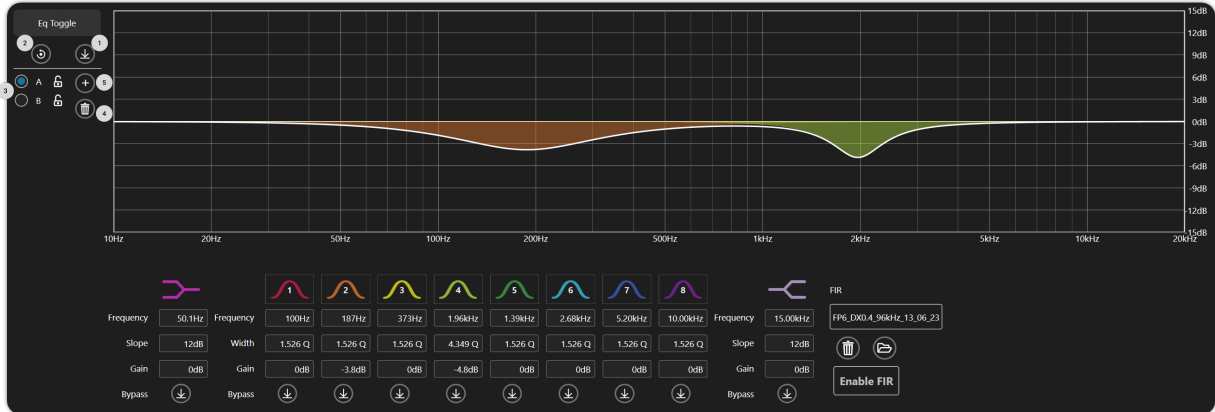 Eq Toggle
2 1
3 A 5
B 4
15dB
12dB
9dB
6dB
3dB
0dB
-3dB
-6dB
-9dB
-12dB
-15dB
10Hz 20Hz 50Hz 100Hz 200Hz 500Hz 1kHz 2kHz 5kHz 10kHz 20kHz
1 2 3 4 5 6 7 8 FIR
Frequency 50.1Hz Frequency 100Hz 187Hz 373Hz 1.96kHz 1.39kHz 2.68kHz 5.20kHz 10.00kHz Frequency 15.00kHz FP6_DX0.4_96kHz_13_06_23
Slope 12dB Width 1.526 Q 1.526 Q 1.526 Q 4.349 Q 1.526 Q 1.526 Q 1.526 Q 1.526 Q Slope 12dB
Gain 0dB Gain 0dB -3.8dB 0dB -4.8dB 0dB 0dB 0dB 0dB Gain 0dB Enable FIR
Bypass Bypass Bypass